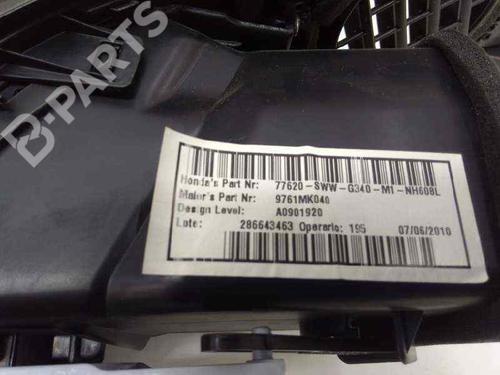 B-PARTS
Honda's Part Nr: 77620-SWW-G340-M1-NH608L
Maior's Part Nr: 9761MK040
Design Level: A0901920
Lote: 286643463 Operario: 195 07/06/2010